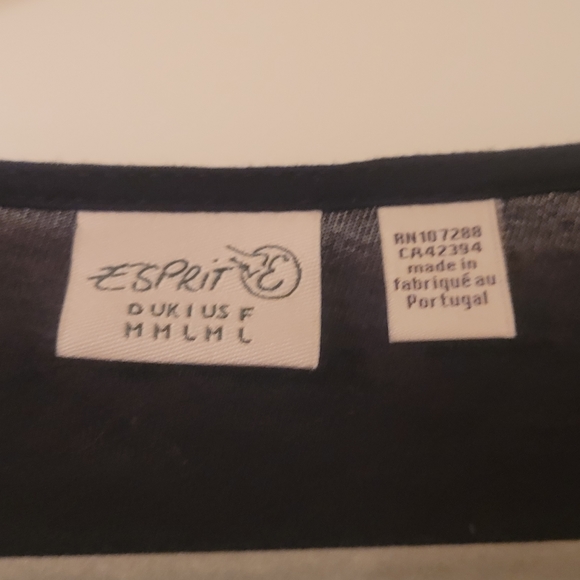 ESPRIT E
D UK I US F
M M L M L
RN107288
CA42394
made in
fabriqué au
Portugal